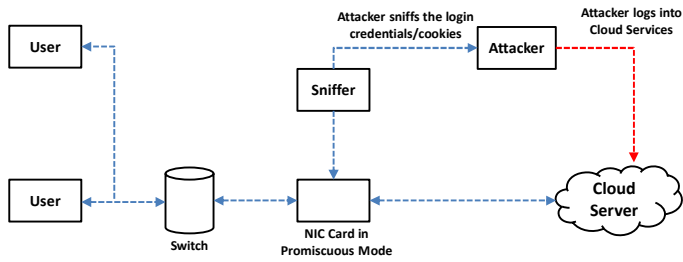 Attacker sniffs the login
credentials/cookies
Attacker logs into
Cloud Services
User
Attacker
Sniffer
User
Switch
NIC Card in
Promiscuous Mode
Cloud
Server